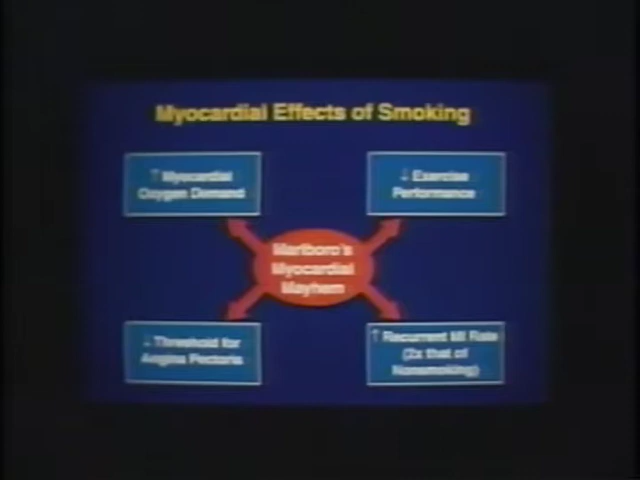 Myocardial Effects of Smoking
↑ Myocardial
Oxygen Demand
↓ Exercise
Performance
Marlboro's
Myocardial
Mayhem
↓ Threshold for
Angina Pectoris
↑ Recurrent MI Rate
(2x that of
Nonsmoking)